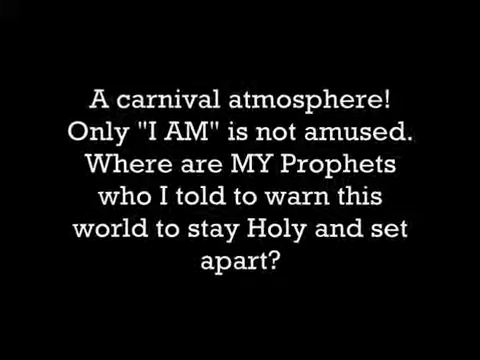 A carnival atmosphere!
Only "I AM" is not amused.
Where are MY Prophets
who I told to warn this
world to stay Holy and set
apart?